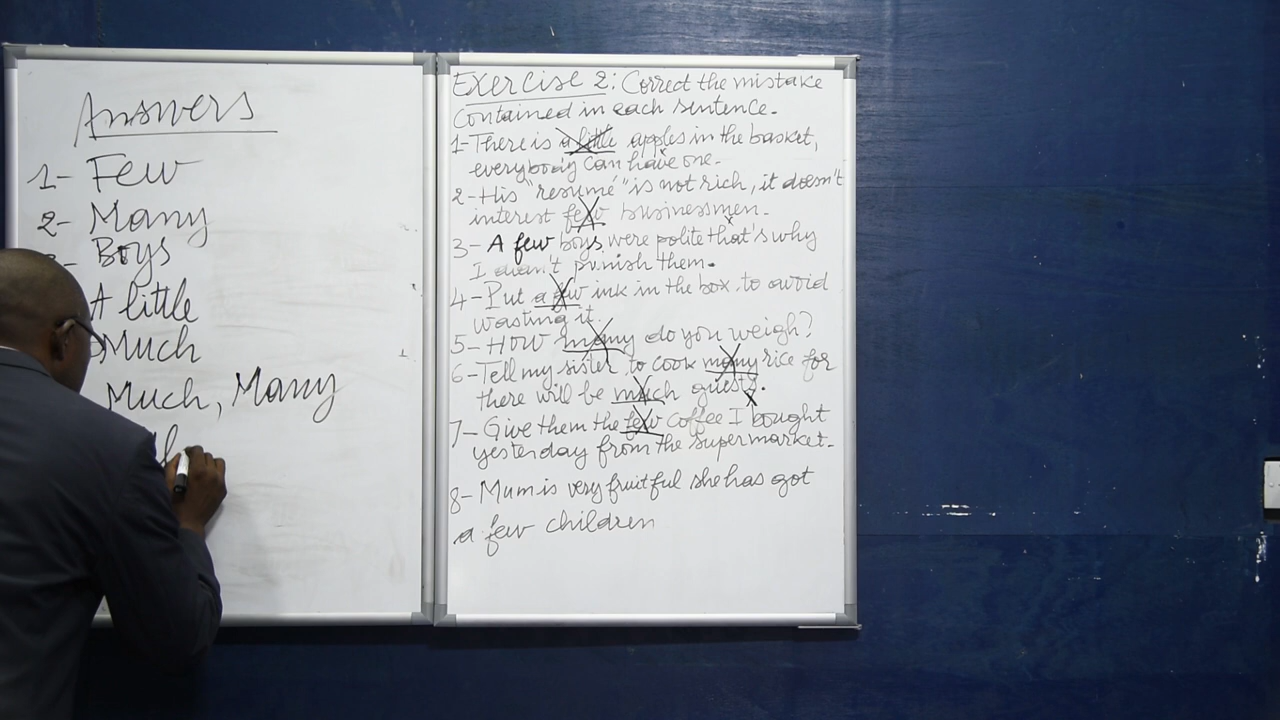 Answers
1- Few
2- Many
Boys
A little
Much
Much, Many
Exercise 2: Correct the mistake
contained in each sentence.
1-There is a little apples in the basket,
everybody can have one.
2-His "resumé" is not rich, it doesn't
interest few businessmen.
3- A few boys were polite that's why
I didn't punish them.
4-Put a few ink in the box to avoid
wasting it.
5- How many do you weigh?
6-Tell my sister to cook many rice for
there will be much guests.
7- Give them the few coffee I bought
yesterday from the supermarket.
8- Mum is very fruitful she has got
a few children